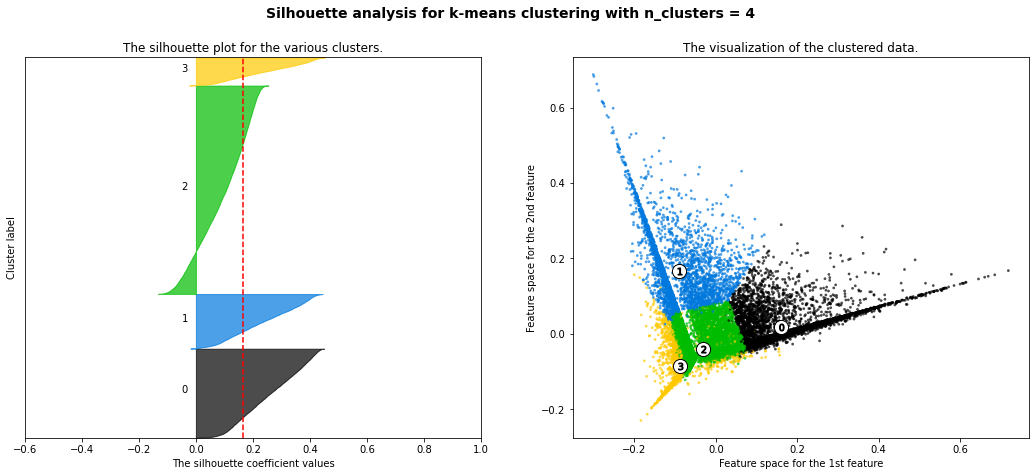 Silhouette analysis for k-means clustering with n_clusters = 4
The silhouette plot for the various clusters.
Cluster label
3
2
1
0
−0.6 −0.4 −0.2 0.0 0.2 0.4 0.6 0.8 1.0
The silhouette coefficient values
The visualization of the clustered data.
Feature space for the 2nd feature
0.6
0.4
0.2
0.0
−0.2
1
0
2
3
−0.2 0.0 0.2 0.4 0.6
Feature space for the 1st feature